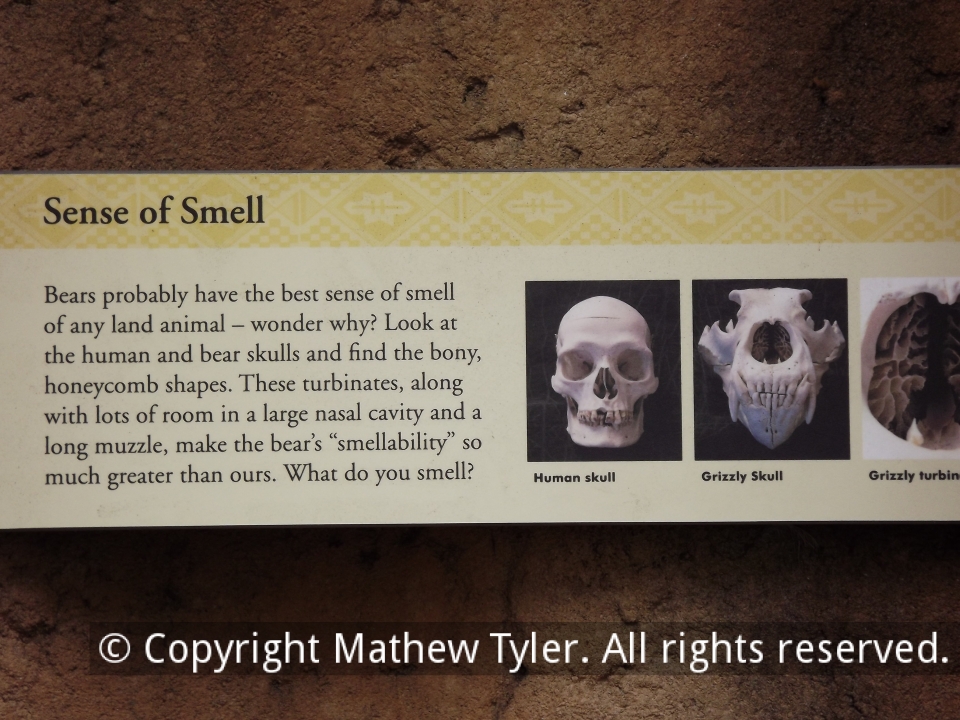 Sense of Smell
Bears probably have the best sense of smell
of any land animal – wonder why? Look at
the human and bear skulls and find the bony,
honeycomb shapes. These turbinates, along
with lots of room in a large nasal cavity and a
long muzzle, make the bear's “smellability” so
much greater than ours. What do you smell?
Human skull
Grizzly Skull
Grizzly
© Copyright Mathew Tyler. All rights reserved.